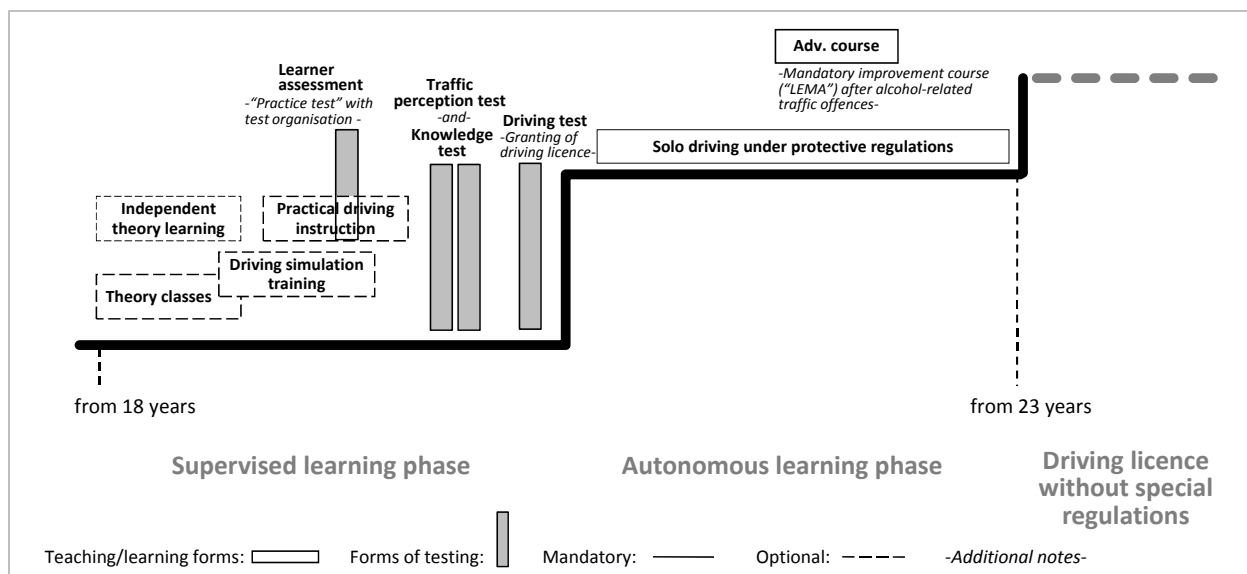 Adv. course
-Mandatory improvement course
("LEMA") after alcohol-related
traffic offences-
Learner
assessment
-"Practice test" with
test organisation -
Traffic
perception test
-and-
Knowledge
test
Driving test
-Granting of
driving licence-
Solo driving under protective regulations
Independent
theory learning
Practical driving
instruction
Driving simulation
training
Theory classes
from 18 years
from 23 years
Supervised learning phase
Autonomous learning phase
Driving licence
without special
regulations
Teaching/learning forms:
Forms of testing:
Mandatory:
Optional:
-Additional notes-